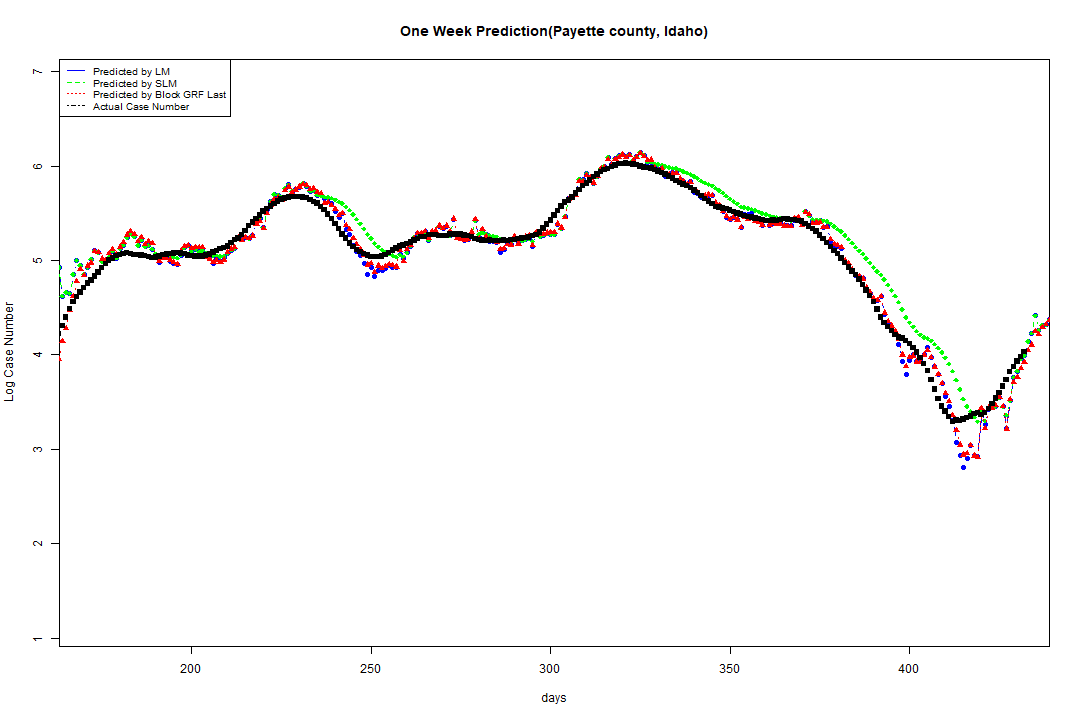 One Week Prediction(Payette county, Idaho)
Predicted by LM
Predicted by SLM
Predicted by Block GRF Last
Actual Case Number
7
6
5
4
3
2
1
Log Case Number
200 250 300 350 400
days